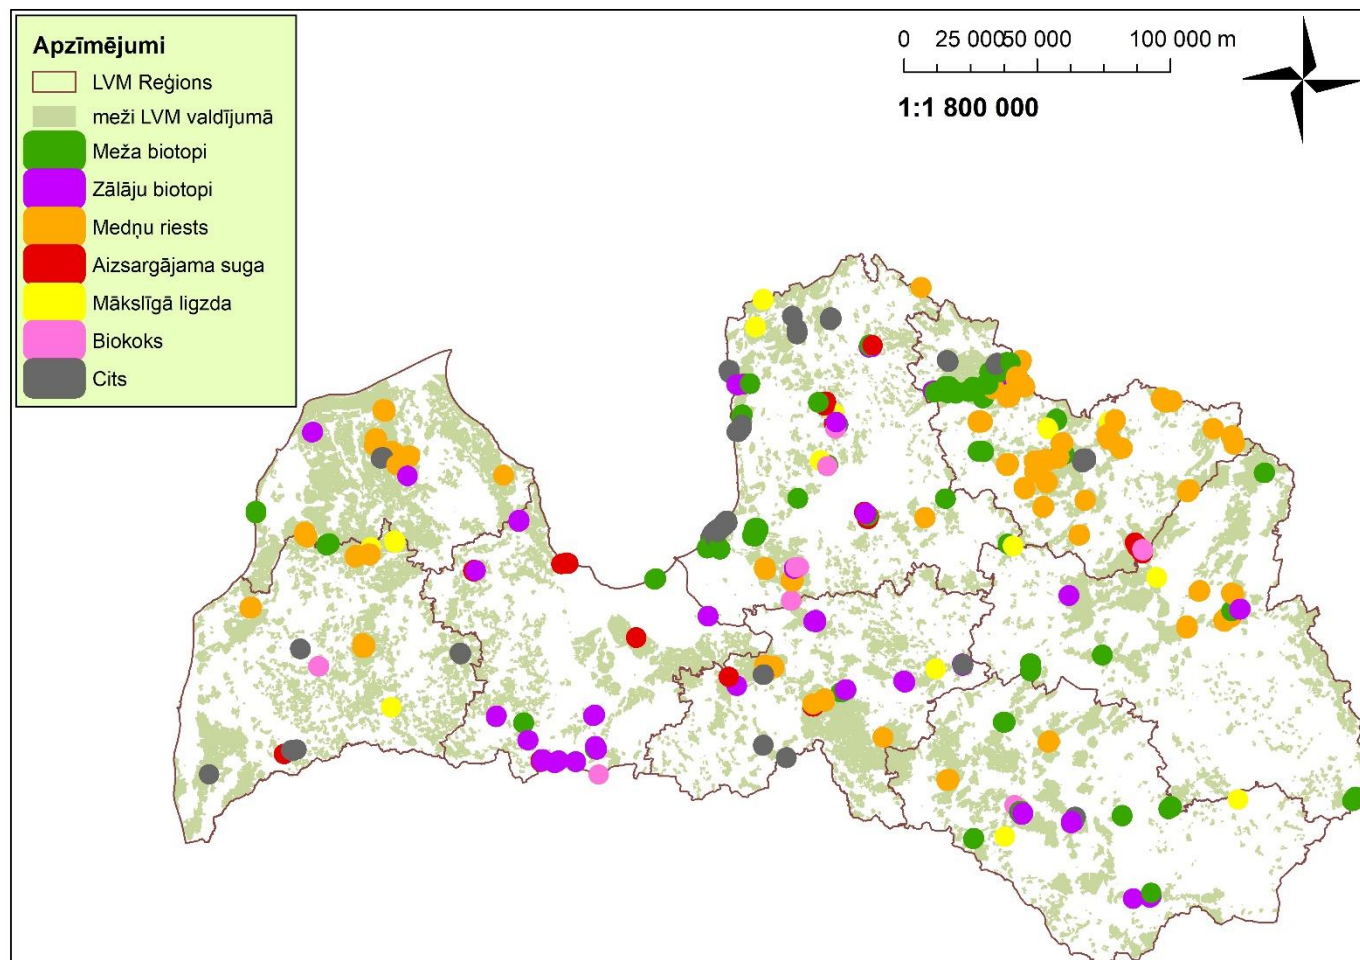 Apzīmējumi
LVM Reģions
meži LVM valdījumā
Meža biotopi
Zālāju biotopi
Medņu riests
Aizsargājama suga
Mākslīgā ligzda
Biokoks
Cits
0 25 000 50 000 100 000 m
1:1 800 000